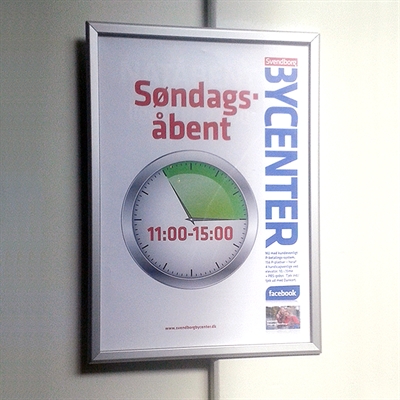 Søndags-
åbent
11:00-15:00
www.svendborgbycenter.dk
Svendborg
BYCENTER
facebook